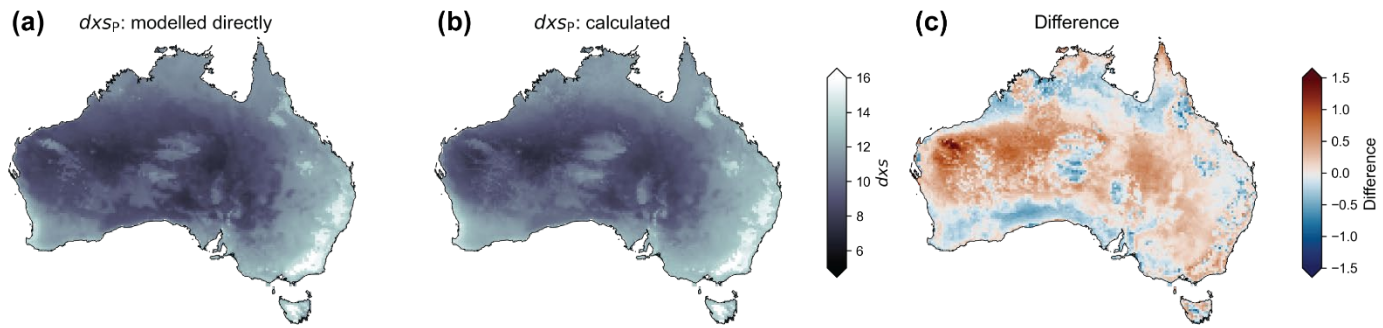 (a) dxsP: modelled directly
(b) dxsP: calculated
(c) Difference
16
14
12
10
8
6
dxs
1.5
1.0
0.5
0.0
−0.5
−1.0
−1.5
Difference